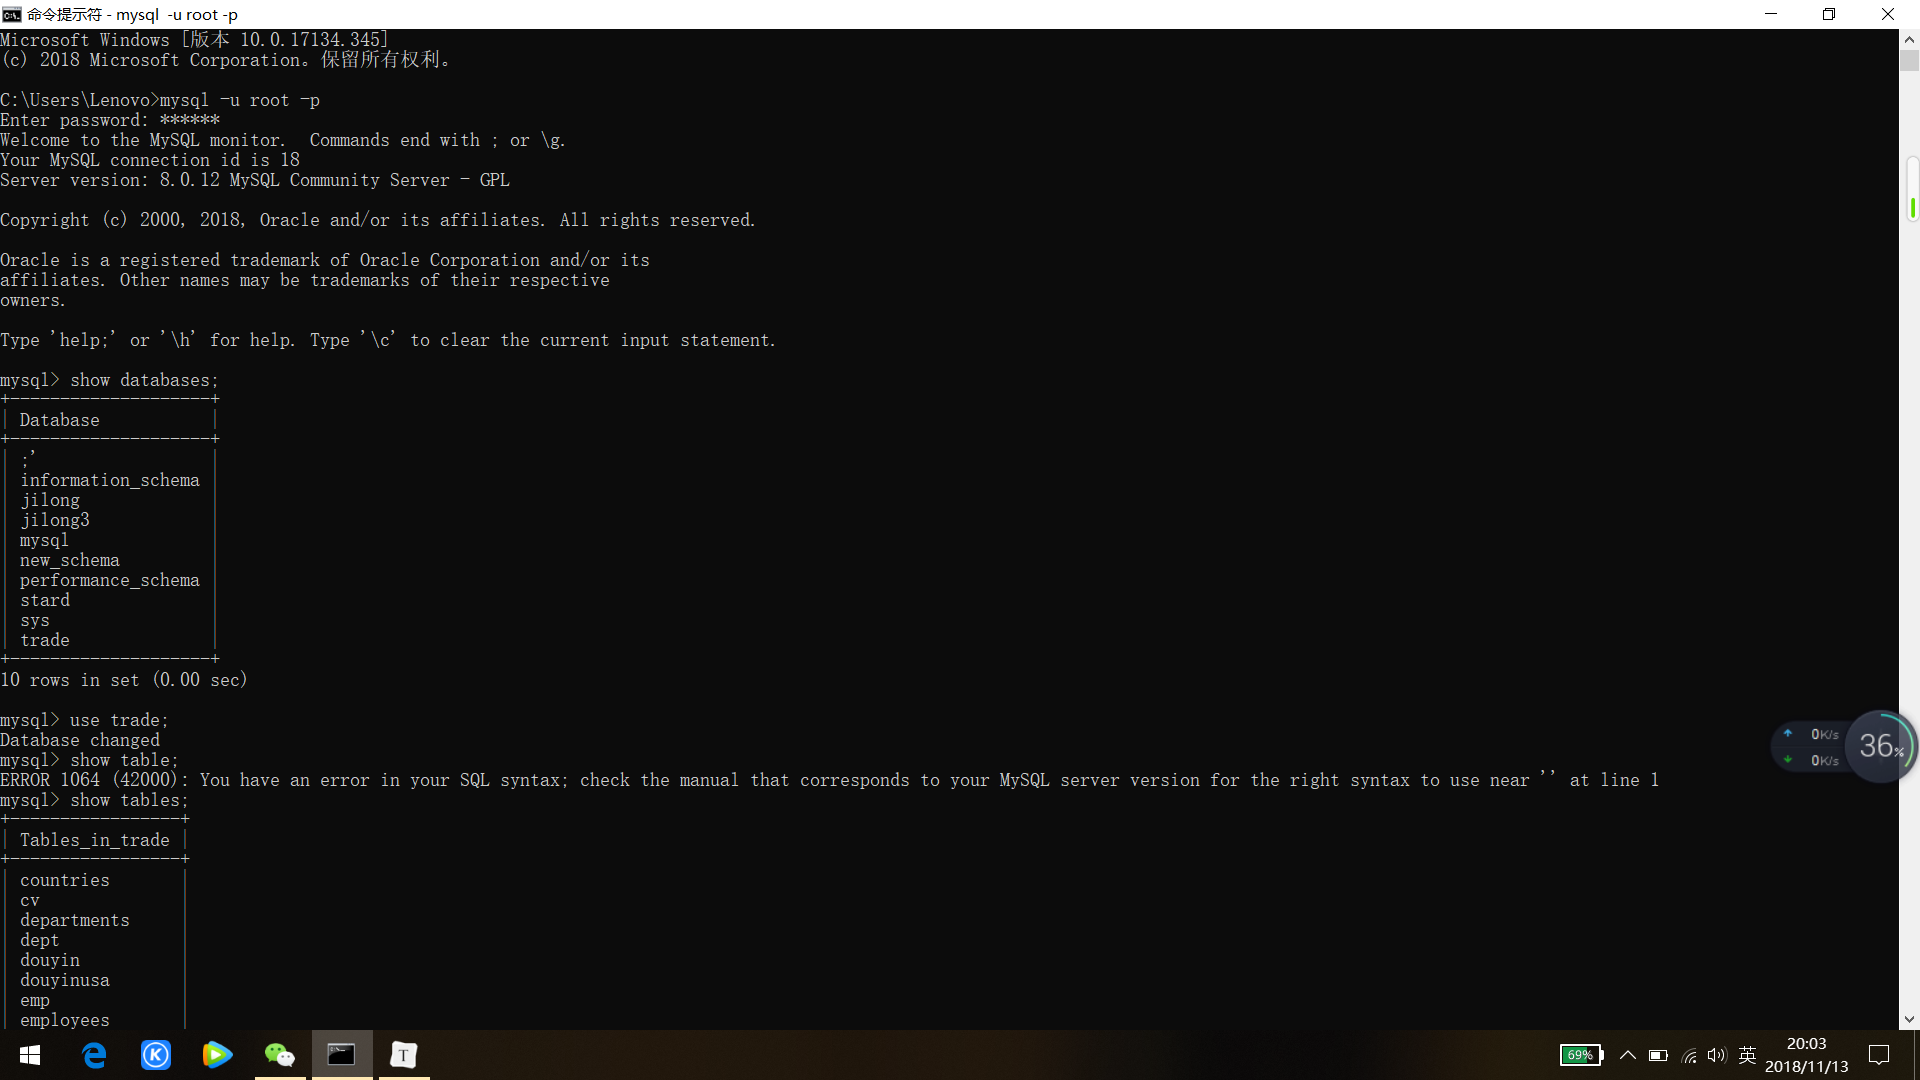 命令提示符 - mysql  -u root -p
Microsoft Windows [版本 10.0.17134.345]
(c) 2018 Microsoft Corporation。保留所有权利。
C:\Users\Lenovo>mysql -u root -p
Enter password: ******
Welcome to the MySQL monitor.  Commands end with ; or \g.
Your MySQL connection id is 18
Server version: 8.0.12 MySQL Community Server - GPL
Copyright (c) 2000, 2018, Oracle and/or its affiliates. All rights reserved.
Oracle is a registered trademark of Oracle Corporation and/or its
affiliates. Other names may be trademarks of their respective
owners.
Type 'help;' or '\h' for help. Type '\c' to clear the current input statement.
mysql> show databases;
+--------------------+
| Database           |
+--------------------+
| ;'                 |
| information_schema |
| jilong             |
| jilong3            |
| mysql              |
| new_schema         |
| performance_schema |
| stard              |
| sys                |
| trade              |
+--------------------+
10 rows in set (0.00 sec)
mysql> use trade;
Database changed
mysql> show table;
ERROR 1064 (42000): You have an error in your SQL syntax; check the manual that corresponds to your MySQL server version for the right syntax to use near '' at line 1
mysql> show tables;
+-----------------+
| Tables_in_trade |
+-----------------+
| countries       |
| cv              |
| departments     |
| dept            |
| douyin          |
| douyinusa       |
| emp             |
| employees       |
0K/s
0K/s
36%
69%
英
20:03
2018/11/13